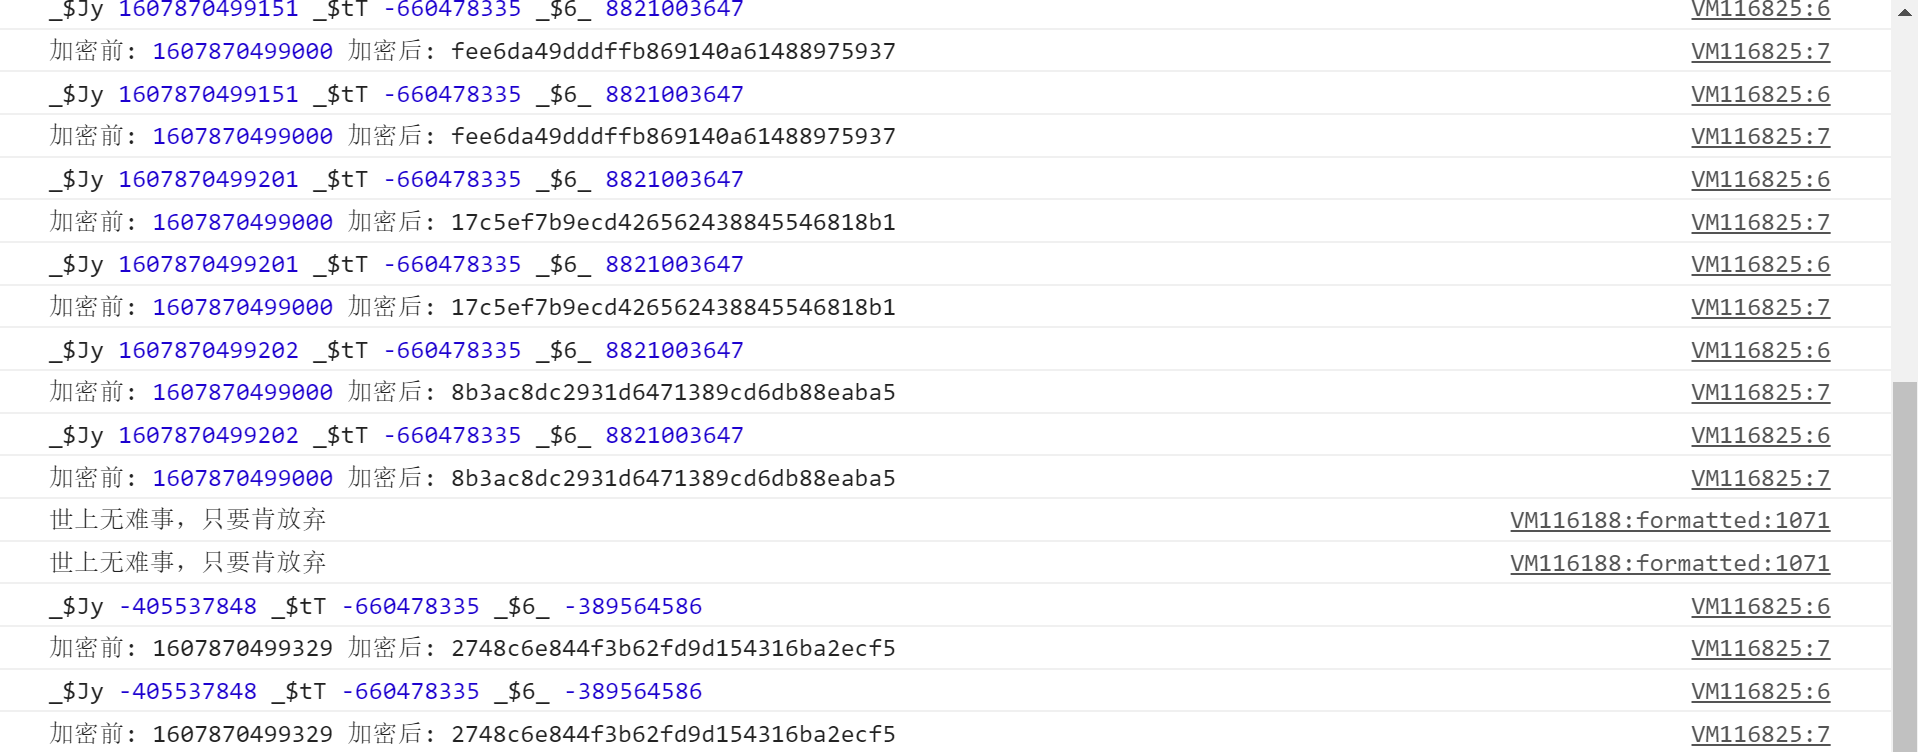 _$Jy 1607870499151 _$tT -660478335 _$6_ 8821003647 VM116825:6
加密前: 1607870499000 加密后: fee6da49dddffb869140a61488975937 VM116825:7
_$Jy 1607870499151 _$tT -660478335 _$6_ 8821003647 VM116825:6
加密前: 1607870499000 加密后: fee6da49dddffb869140a61488975937 VM116825:7
_$Jy 1607870499201 _$tT -660478335 _$6_ 8821003647 VM116825:6
加密前: 1607870499000 加密后: 17c5ef7b9ecd426562438845546818b1 VM116825:7
_$Jy 1607870499201 _$tT -660478335 _$6_ 8821003647 VM116825:6
加密前: 1607870499000 加密后: 17c5ef7b9ecd426562438845546818b1 VM116825:7
_$Jy 1607870499202 _$tT -660478335 _$6_ 8821003647 VM116825:6
加密前: 1607870499000 加密后: 8b3ac8dc2931d6471389cd6db88eaba5 VM116825:7
_$Jy 1607870499202 _$tT -660478335 _$6_ 8821003647 VM116825:6
加密前: 1607870499000 加密后: 8b3ac8dc2931d6471389cd6db88eaba5 VM116825:7
世上无难事，只要肯放弃 VM116188:formatted:1071
世上无难事，只要肯放弃 VM116188:formatted:1071
_$Jy -405537848 _$tT -660478335 _$6_ -389564586 VM116825:6
加密前: 1607870499329 加密后: 2748c6e844f3b62fd9d154316ba2ecf5 VM116825:7
_$Jy -405537848 _$tT -660478335 _$6_ -389564586 VM116825:6
加密前: 1607870499329 加密后: 2748c6e844f3b62fd9d154316ba2ecf5 VM116825:7